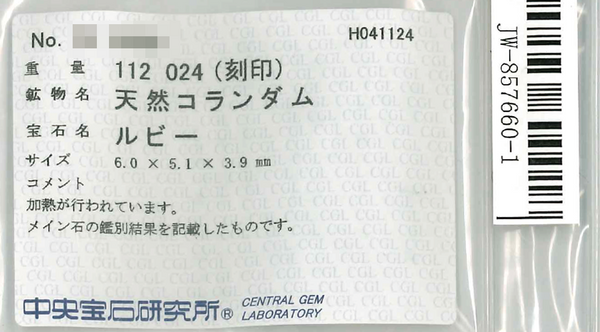 No.
H041124
重量 112 024 (刻印)
鉱物名 天然コランダム
宝石名 ルビー
サイズ 6.0 × 5.1 × 3.9 mm
コメント
加熱が行われています。
メイン石の鑑別結果を記載したものです。
中央宝石研究所® CENTRAL GEM
LABORATORY
JW-857660-1